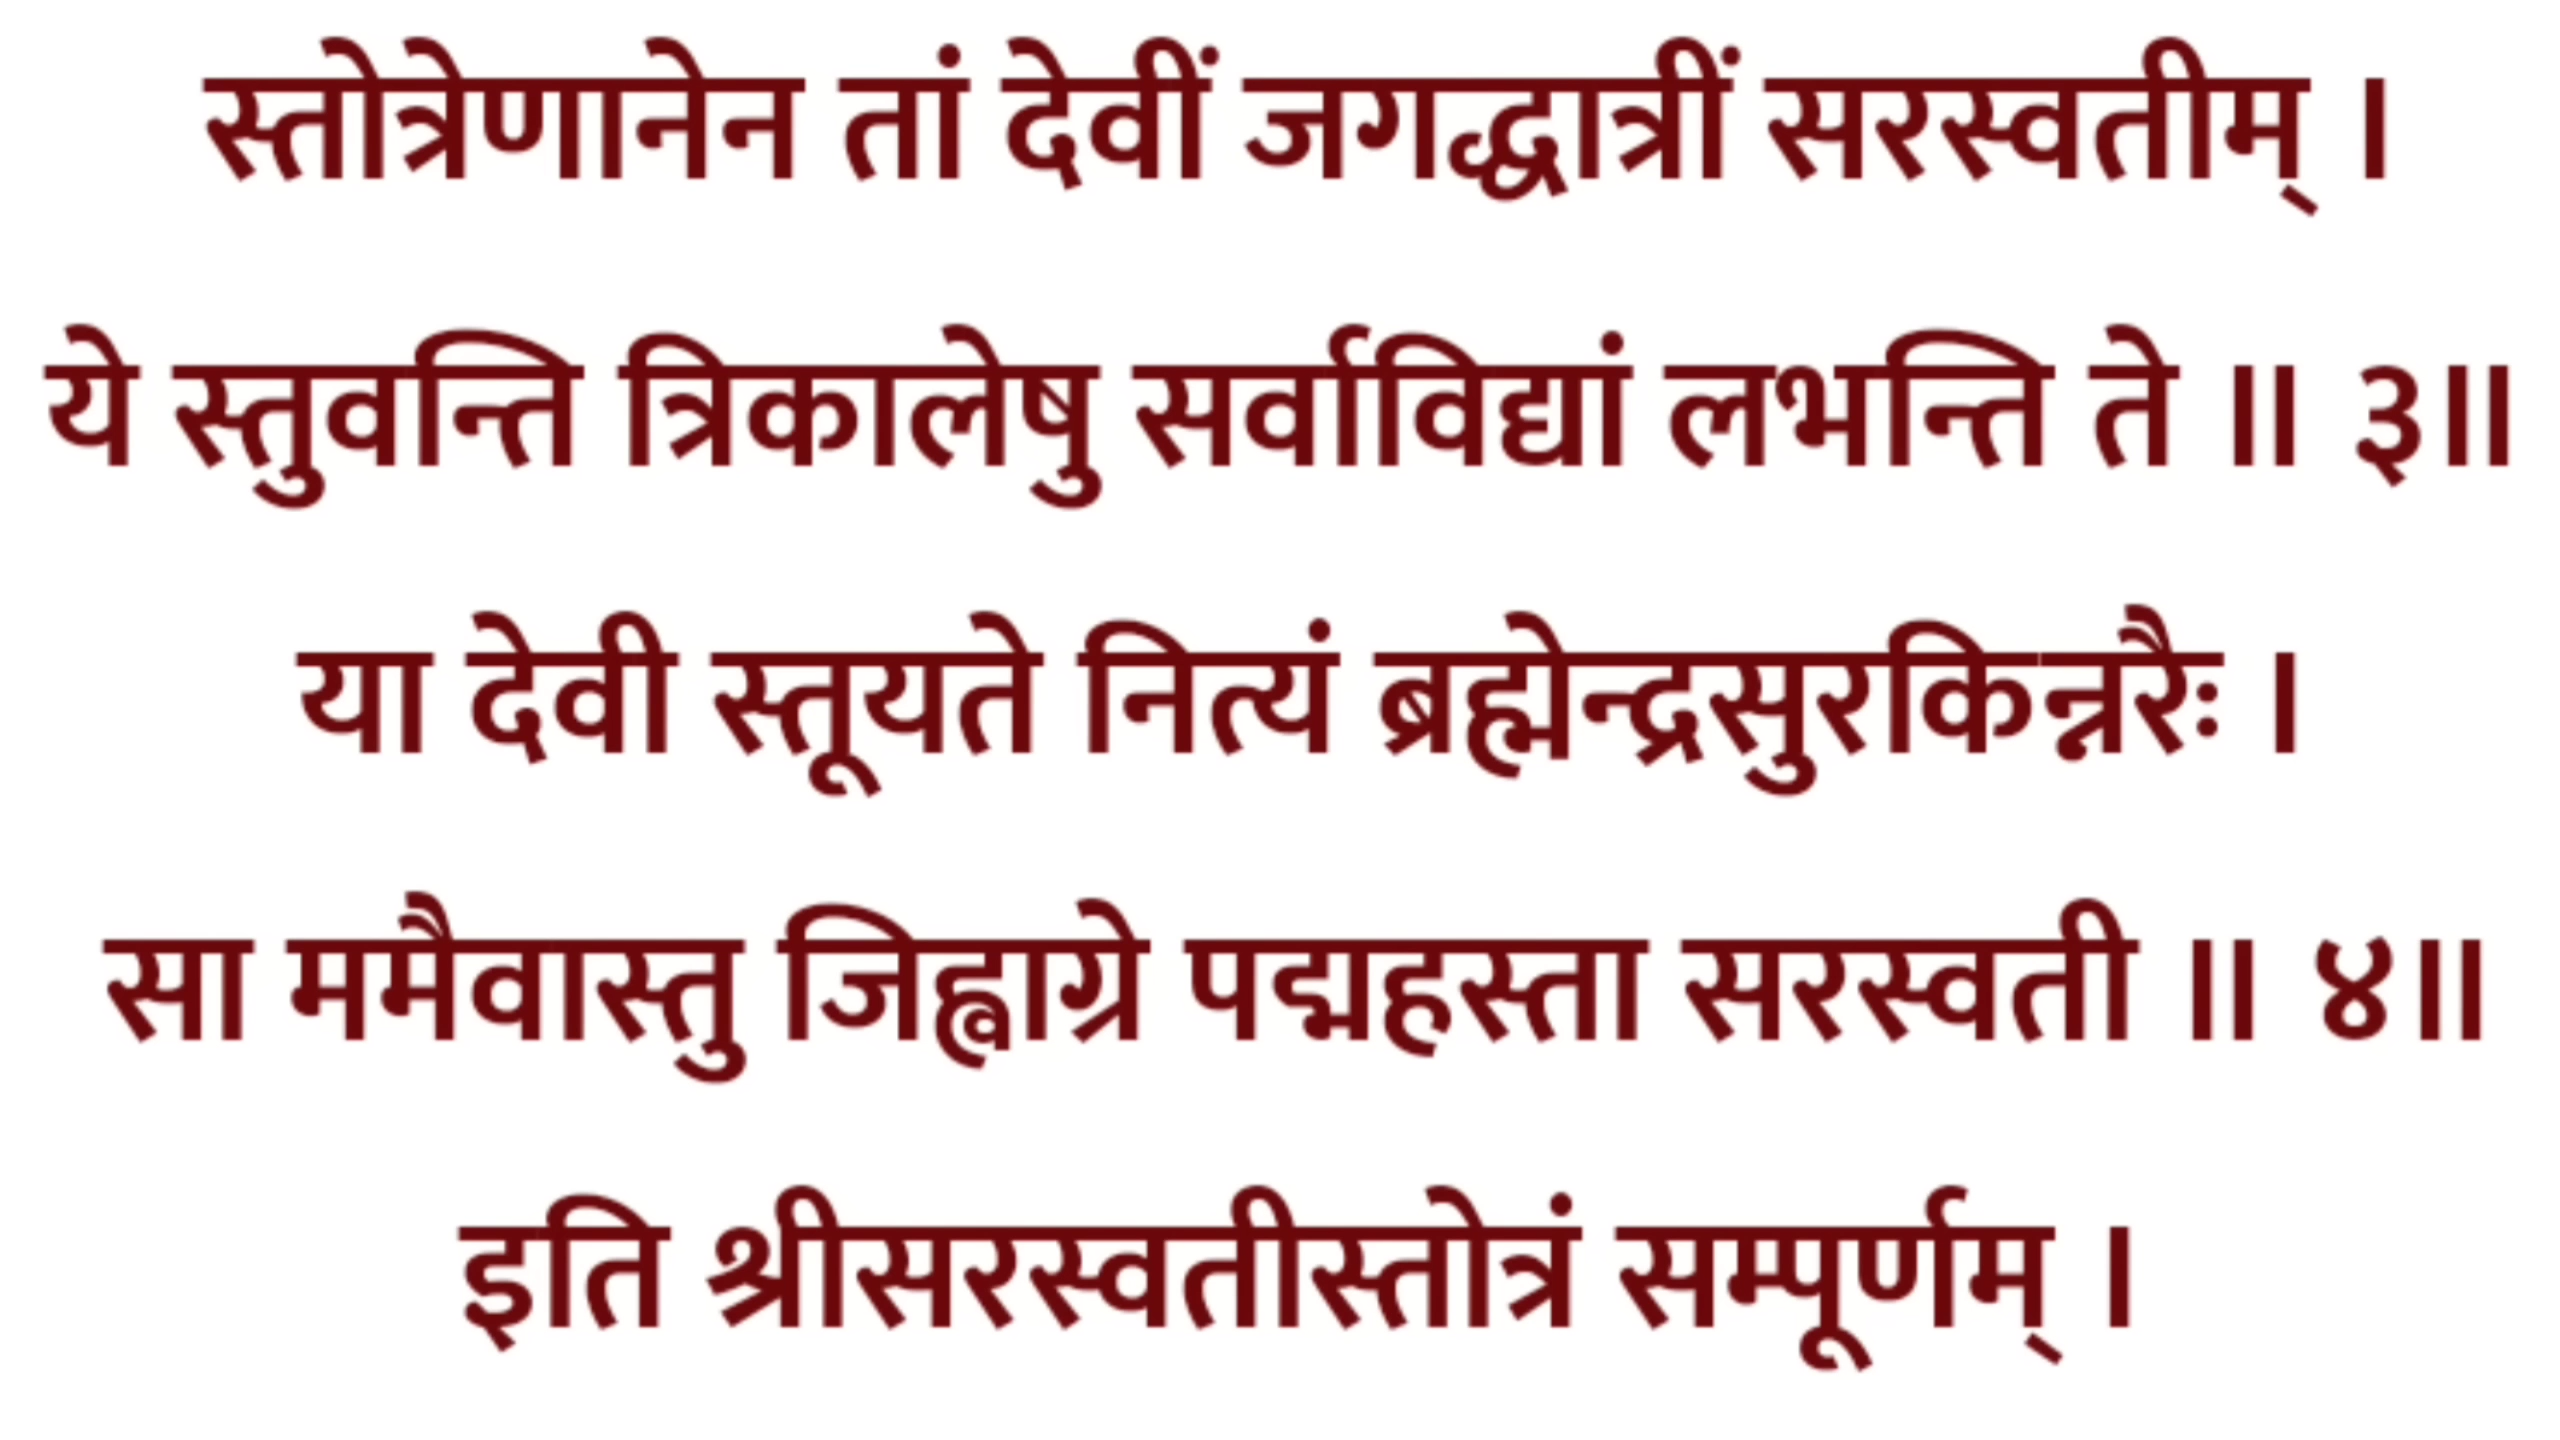 स्तोत्रेणानेन तां देवीं जगद्धात्रीं सरस्वतीम् ।
ये स्तुवन्ति त्रिकालेषु सर्वाविद्यां लभन्ति ते ॥ ३॥
या देवी स्तूयते नित्यं ब्रह्मेन्द्रसुरकिन्नरैः ।
सा ममैवास्तु जिह्वाग्रे पद्महस्ता सरस्वती ॥ ४॥
इति श्रीसरस्वतीस्तोत्रं सम्पूर्णम् ।